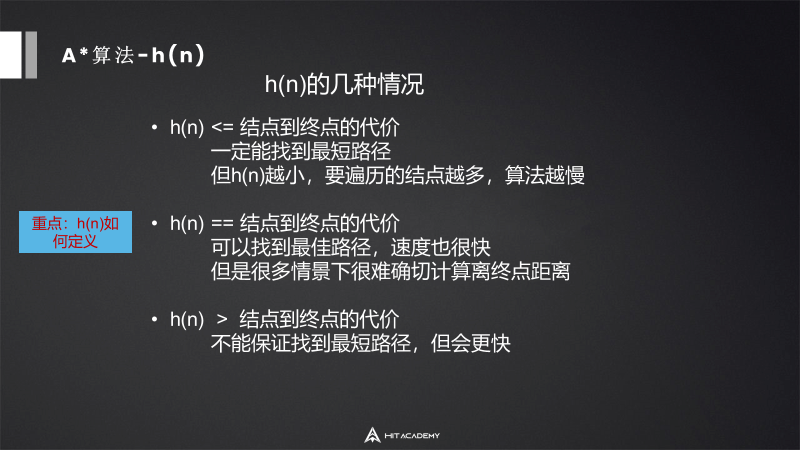 A*算法-h(n)
h(n)的几种情况
• h(n) <= 结点到终点的代价
一定能找到最短路径
但h(n)越小，要遍历的结点越多，算法越慢
重点：h(n)如
何定义
• h(n) == 结点到终点的代价
可以找到最佳路径，速度也很快
但是很多情景下很难确切计算离终点距离
• h(n) > 结点到终点的代价
不能保证找到最短路径，但会更快
HIT ACADEMY